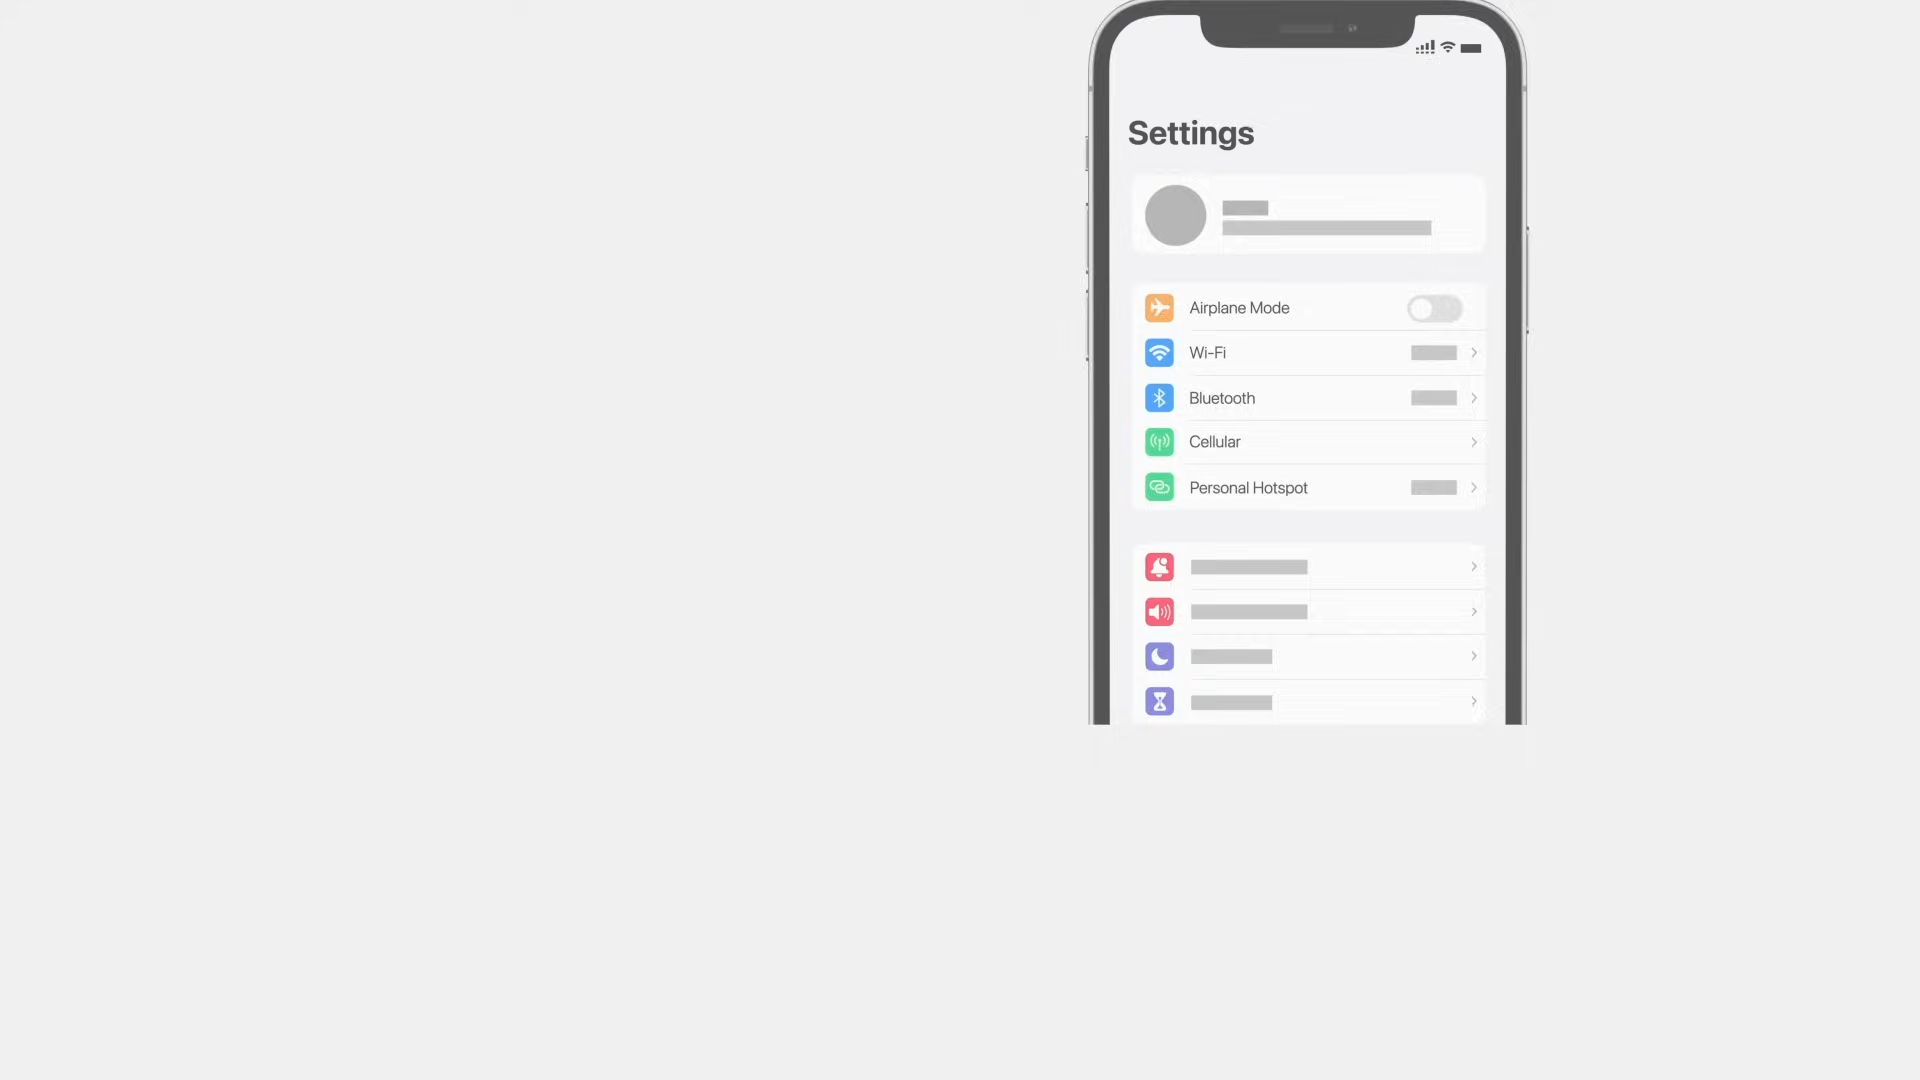 Settings
Airplane Mode
Wi-Fi
Bluetooth
Cellular
Personal Hotspot